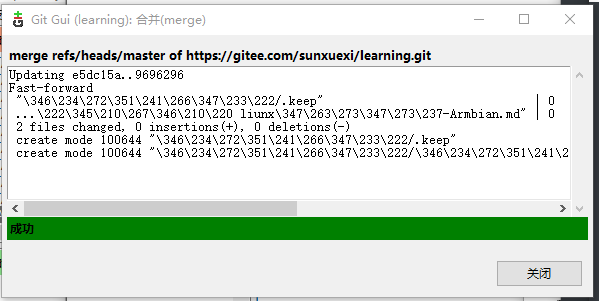 Git Gui (learning): 合并(merge)
merge refs/heads/master of https://gitee.com/sunxuexi/learning.git
Updating e5dc15a..9696296
Fast-forward
"\346\234\272\351\241\266\347\233\222/.keep" | 0
...\222\345\210\267\346\210\220 liunx\347\263\273\347\273\237-Armbian.md" | 0
2 files changed, 0 insertions(+), 0 deletions(-)
create mode 100644 "\346\234\272\351\241\266\347\233\222/.keep"
create mode 100644 "\346\234\272\351\241\266\347\233\222/\346\234\272\351\241\2
成功
关闭